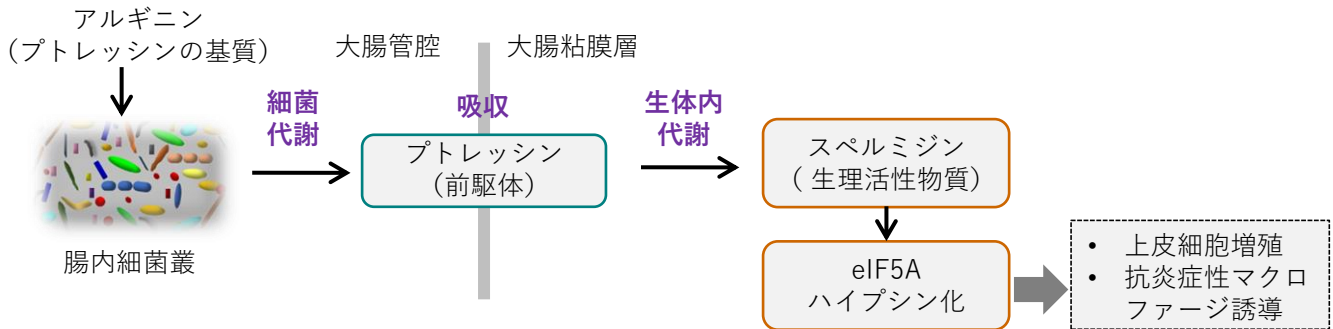 アルギニン
（プトレッシンの基質）
大腸管腔
大腸粘膜層
細菌
代謝
吸収
生体内
代謝
プトレッシン
（前駆体）
スペルミジン
（ 生理活性物質）
腸内細菌叢
eIF5A
ハイプシン化
• 上皮細胞増殖
• 抗炎症性マクロ
ファージ誘導